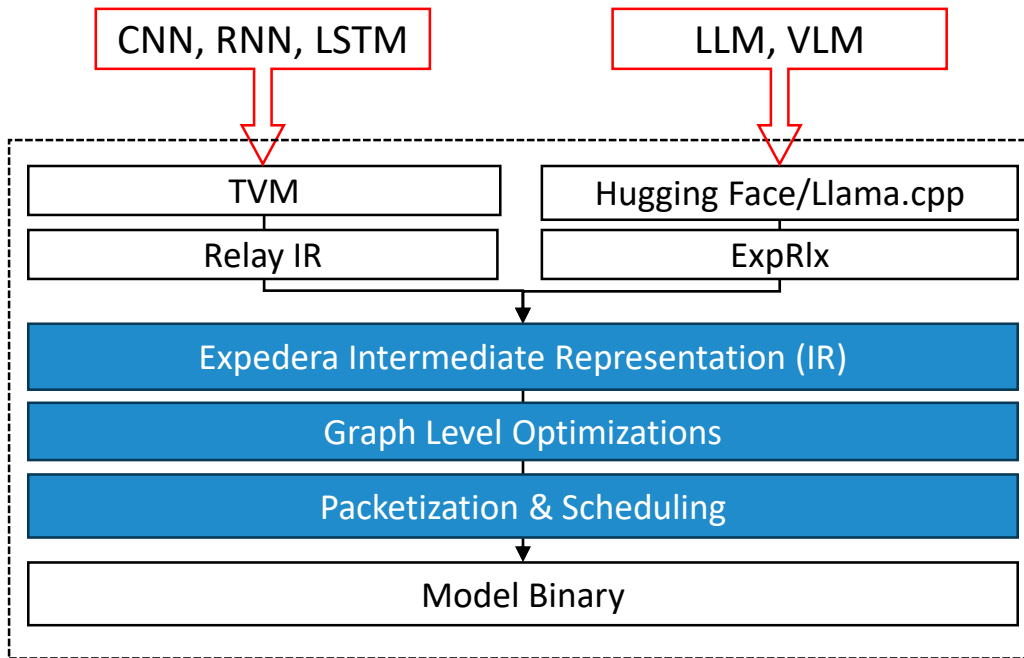 CNN, RNN, LSTM
LLM, VLM
TVM
Hugging Face/Llama.cpp
Relay IR
ExpRlx
Expedera Intermediate Representation (IR)
Graph Level Optimizations
Packetization & Scheduling
Model Binary